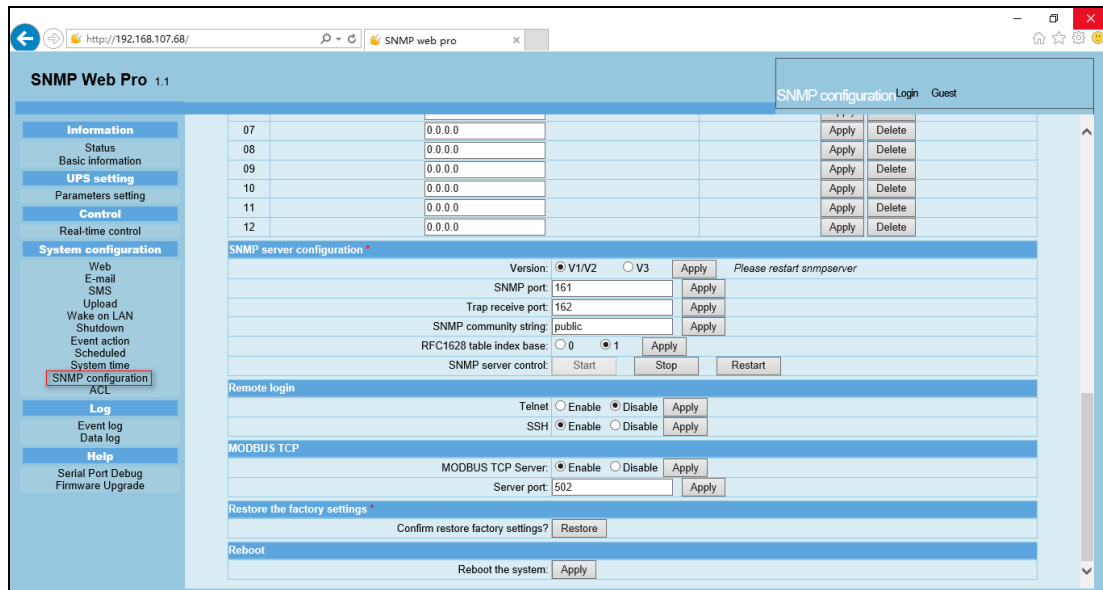 http://192.168.107.68/
SNMP web pro
SNMP Web Pro 1.1
SNMP configuration Login Guest
Information
Status
Basic information
UPS setting
Parameters setting
Control
Real-time control
System configuration
Web
E-mail
SMS
Upload
Wake on LAN
Shutdown
Event action
Scheduled
System time
SNMP configuration
ACL
Log
Event log
Data log
Help
Serial Port Debug
Firmware Upgrade
07 0.0.0.0 Apply Delete
08 0.0.0.0 Apply Delete
09 0.0.0.0 Apply Delete
10 0.0.0.0 Apply Delete
11 0.0.0.0 Apply Delete
12 0.0.0.0 Apply Delete
SNMP server configuration *
Version: V1/V2 V3 Apply Please restart snmpserver
SNMP port: 161 Apply
Trap receive port: 162 Apply
SNMP community string: public Apply
RFC1628 table index base: 0 1 Apply
SNMP server control: Start Stop Restart
Remote login
Telnet Enable Disable Apply
SSH Enable Disable Apply
MODBUS TCP
MODBUS TCP Server: Enable Disable Apply
Server port: 502 Apply
Restore the factory settings *
Confirm restore factory settings? Restore
Reboot
Reboot the system: Apply